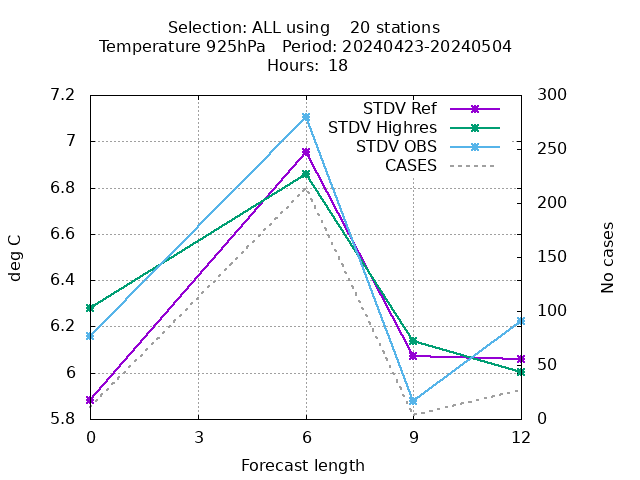 Selection: ALL using    20 stations
Temperature 925hPa   Period: 20240423-20240504
Hours:  18
7.2
7
6.8
6.6
6.4
6.2
6
5.8
deg C
STDV Ref
STDV Highres
STDV OBS
CASES
300
250
200
150
100
50
0
No cases
0 3 6 9 12
Forecast length